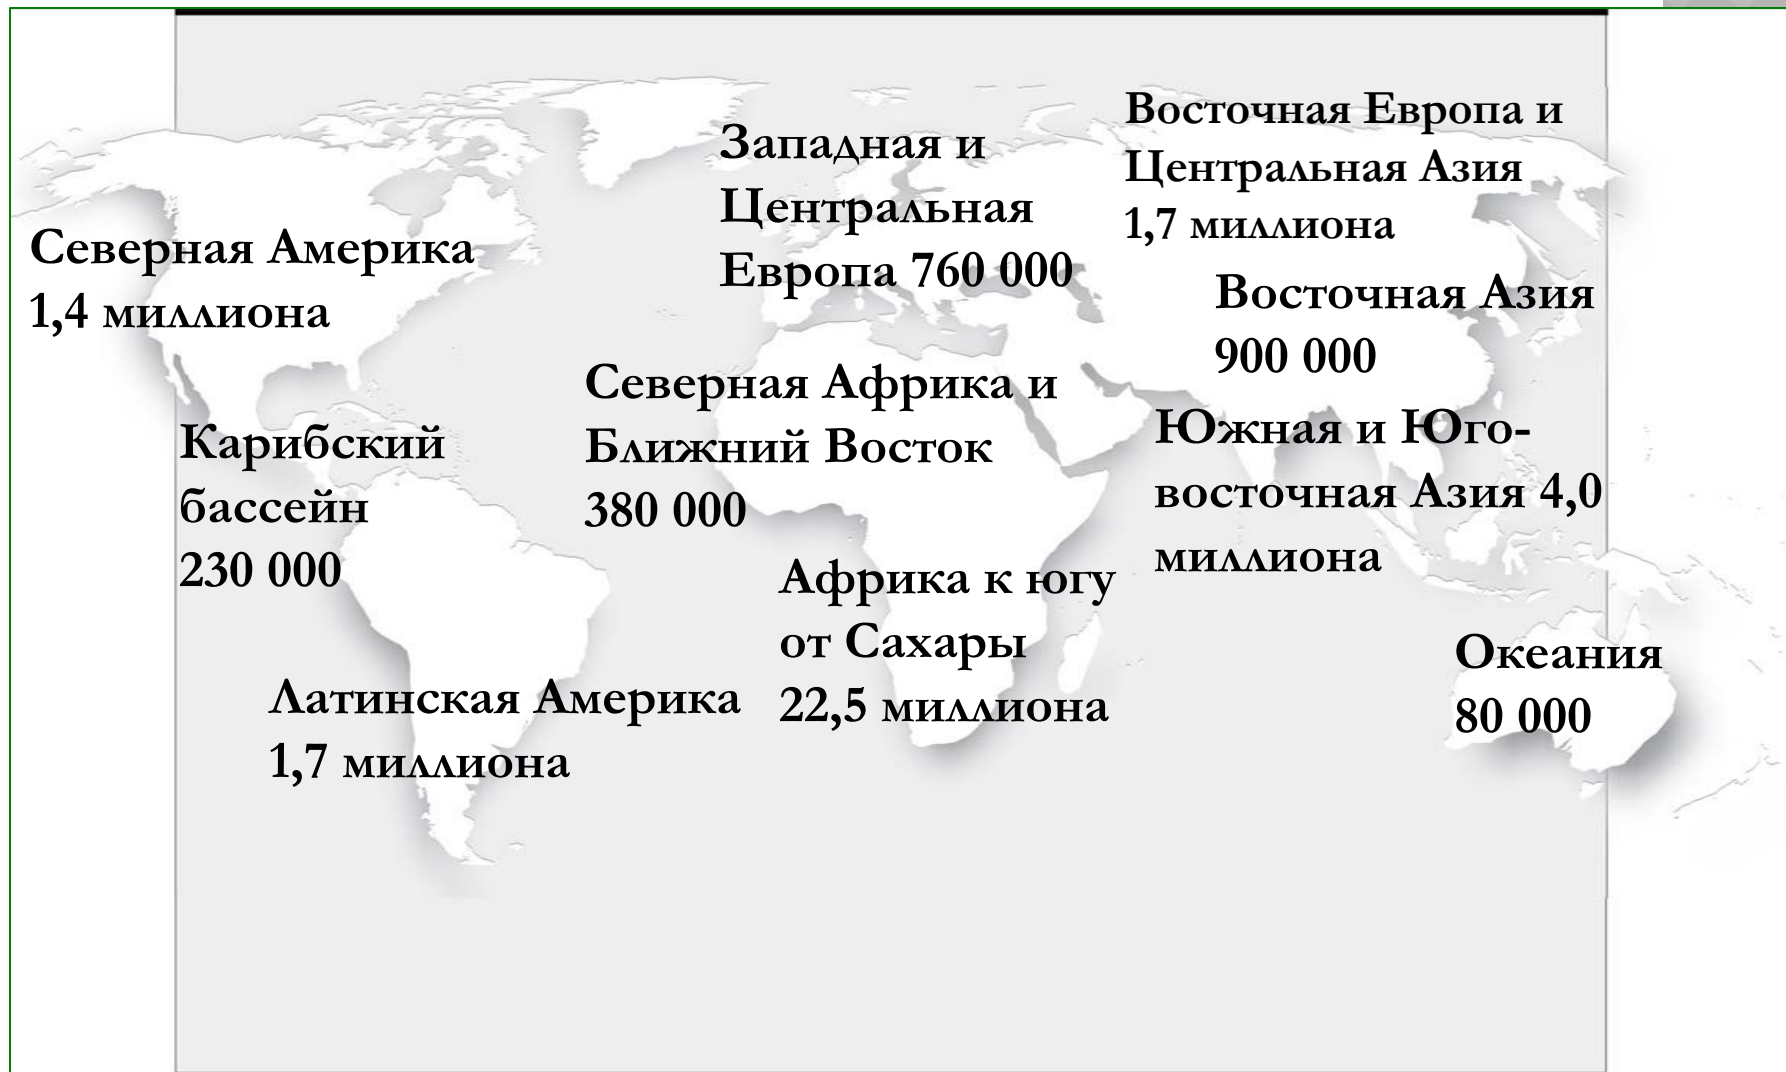 Северная Америка
1,4 миллиона
Западная и
Центральная
Европа 760 000
Восточная Европа и
Центральная Азия
1,7 миллиона
Восточная Азия
900 000
Карибский
бассейн
230 000
Северная Африка и
Ближний Восток
380 000
Южная и Юго-
восточная Азия 4,0
миллиона
Латинская Америка
1,7 миллиона
Африка к югу
от Сахары
22,5 миллиона
Океания
80 000